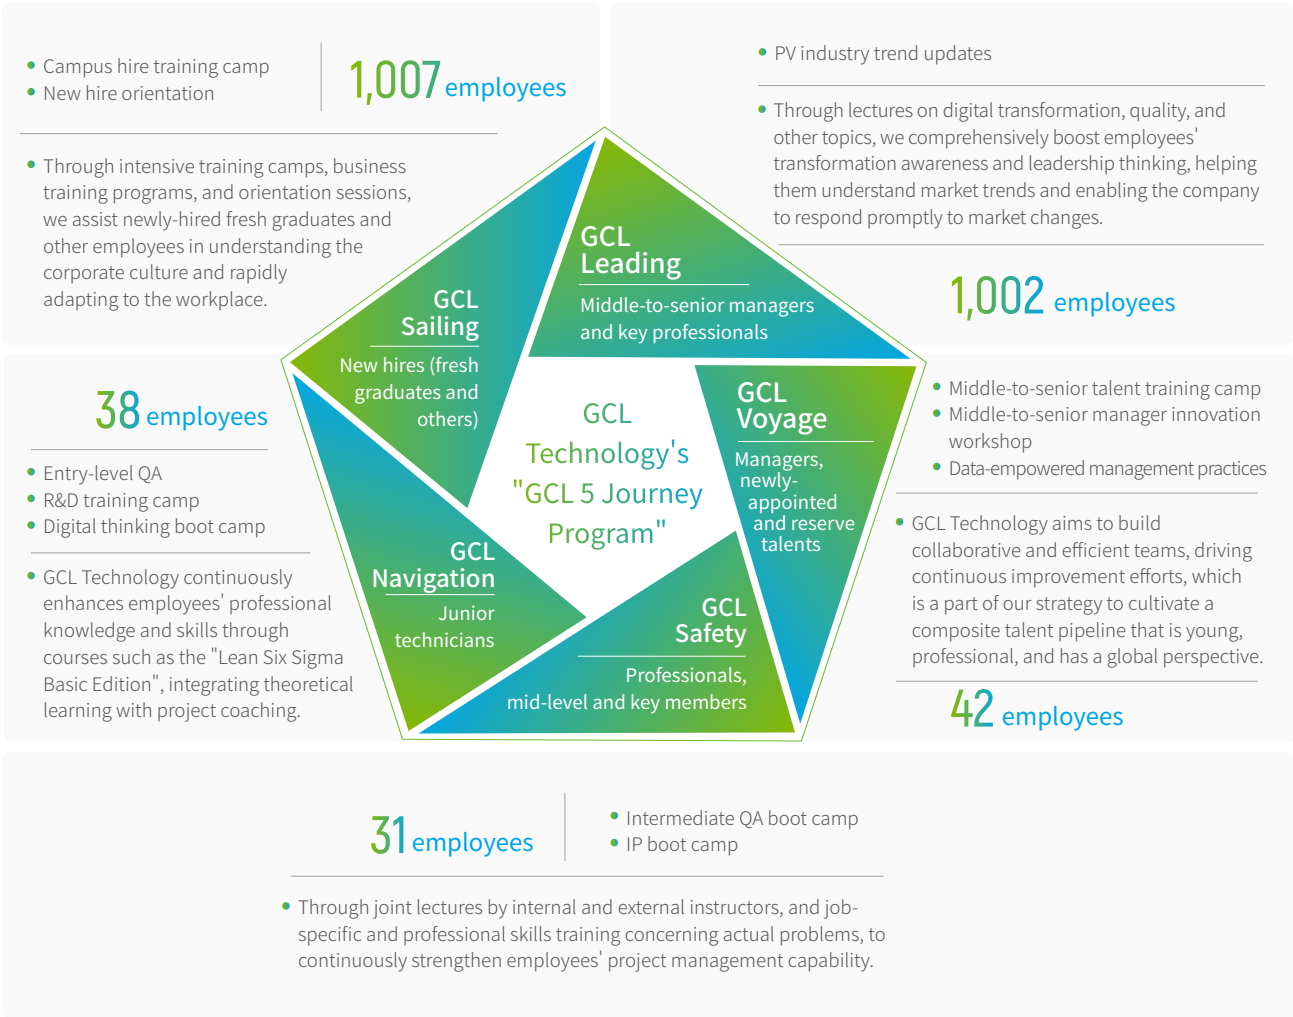 Campus hire training camp
New hire orientation
1,007 employees
Through intensive training camps, business
training programs, and orientation sessions,
we assist newly-hired fresh graduates and
other employees in understanding the
corporate culture and rapidly
adapting to the workplace.
GCL
Sailing
New hires (fresh
graduates and
others)
PV industry trend updates
Through lectures on digital transformation, quality, and
other topics, we comprehensively boost employees'
transformation awareness and leadership thinking, helping
them understand market trends and enabling the company
to respond promptly to market changes.
1,002 employees
GCL
Leading
Middle-to-senior managers
and key professionals
GCL
Technology's
"GCL 5 Journey
Program"
GCL
Voyage
Managers,
newly-
appointed
and reserve
talents
Middle-to-senior talent training camp
Middle-to-senior manager innovation
workshop
Data-empowered management practices
GCL Technology aims to build
collaborative and efficient teams, driving
continuous improvement efforts, which
is a part of our strategy to cultivate a
composite talent pipeline that is young,
professional, and has a global perspective.
42 employees
38 employees
Entry-level QA
R&D training camp
Digital thinking boot camp
GCL Technology continuously
enhances employees' professional
knowledge and skills through
courses such as the "Lean Six Sigma
Basic Edition", integrating theoretical
learning with project coaching.
GCL
Navigation
Junior
technicians
GCL
Safety
Professionals,
mid-level and key members
31 employees
Intermediate QA boot camp
IP boot camp
Through joint lectures by internal and external instructors, and job-
specific and professional skills training concerning actual problems, to
continuously strengthen employees' project management capability.